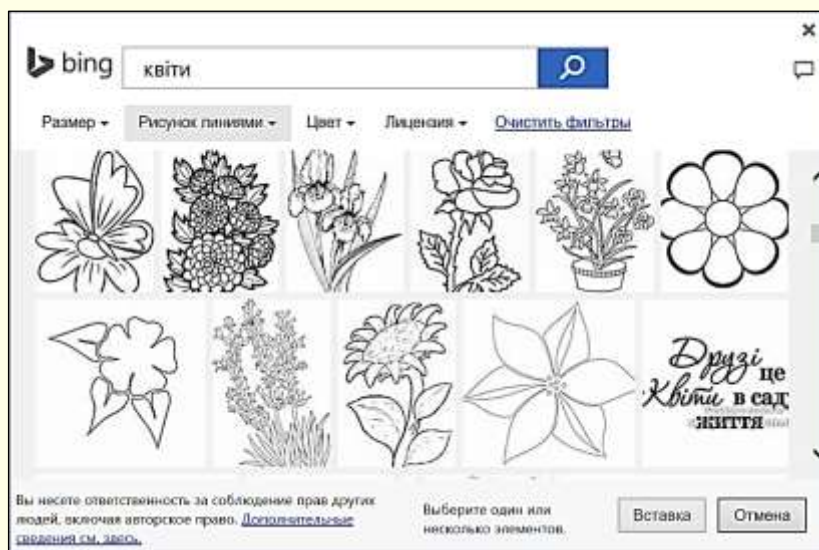 bing
квіти
Размер Рисунок линиями Цвет Лицензия Очистить фильтры
Друзі
це
Квіти в сад
життя
Вы несете ответственность за соблюдение прав других
людей, включая авторское право. Дополнительные
сведения см. здесь.
Выберите один или
несколько элементов.
Вставка Отмена